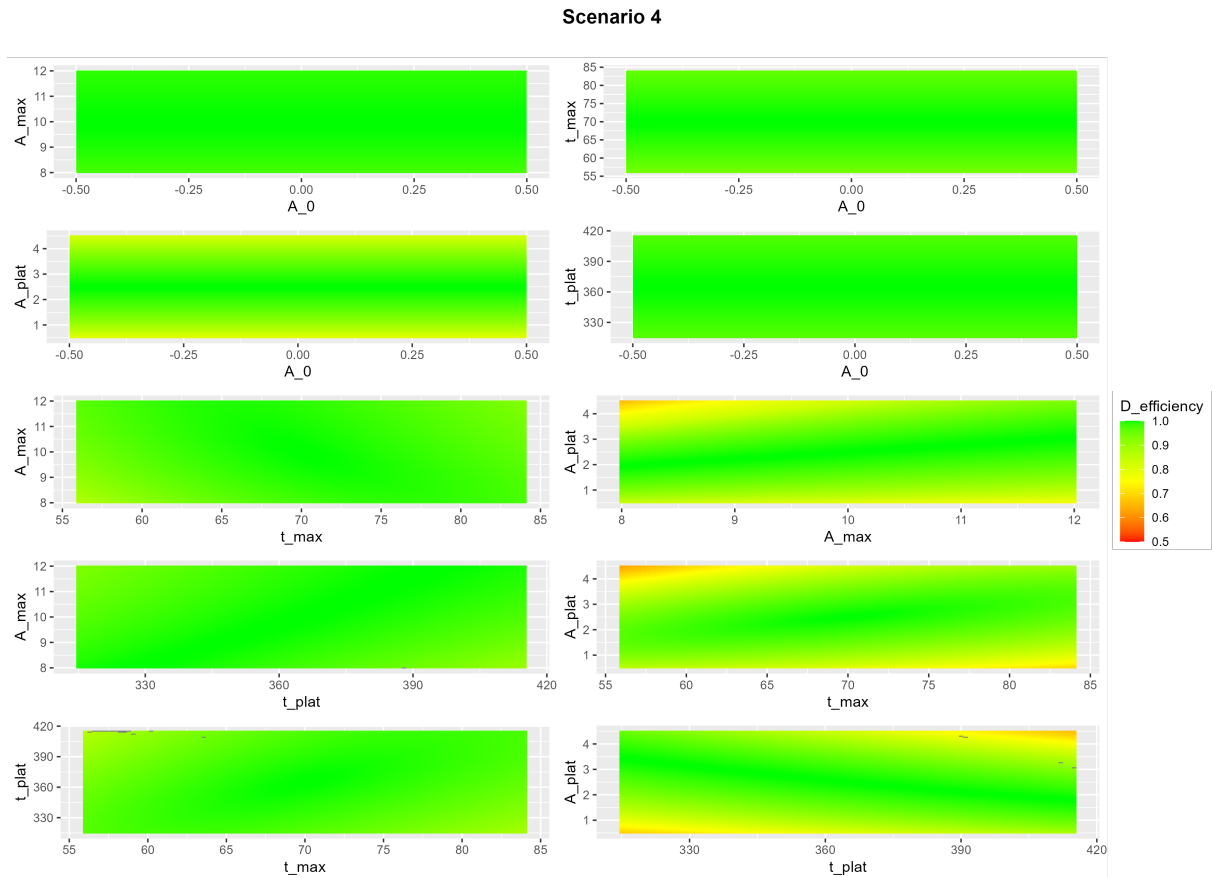 Scenario 4
12
11
10
9
8
A_max
-0.50 -0.25 0.00 0.25 0.50
A_0
85
80
75
70
65
60
55
t_max
-0.50 -0.25 0.00 0.25 0.50
A_0
4
3
2
1
A_plat
-0.50 -0.25 0.00 0.25 0.50
A_0
420
390
360
330
t_plat
-0.50 -0.25 0.00 0.25 0.50
A_0
12
11
10
9
8
A_max
55 60 65 70 75 80 85
t_max
4
3
2
1
A_plat
8 9 10 11 12
A_max
D_efficiency
1.0
0.9
0.8
0.7
0.6
0.5
12
11
10
9
8
A_max
330 360 390 420
t_plat
4
3
2
1
A_plat
55 60 65 70 75 80 85
t_max
420
390
360
330
t_plat
55 60 65 70 75 80 85
t_max
4
3
2
1
A_plat
330 360 390 420
t_plat